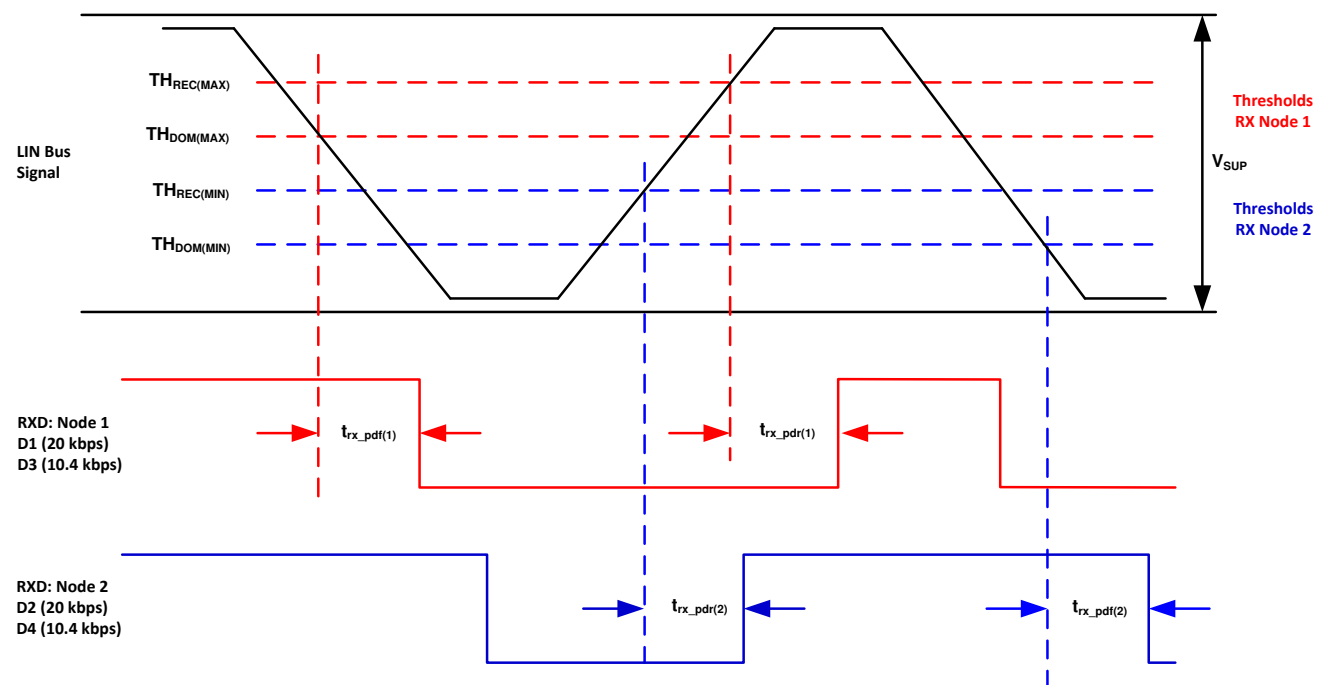 TH_REC(MAX)
TH_DOM(MAX)
TH_REC(MIN)
TH_DOM(MIN)
LIN Bus
Signal
Thresholds
RX Node 1
V_SUP
Thresholds
RX Node 2
RXD: Node 1
D1 (20 kbps)
D3 (10.4 kbps)
t_rx_pdf(1)
t_rx_pdr(1)
RXD: Node 2
D2 (20 kbps)
D4 (10.4 kbps)
t_rx_pdr(2)
t_rx_pdf(2)